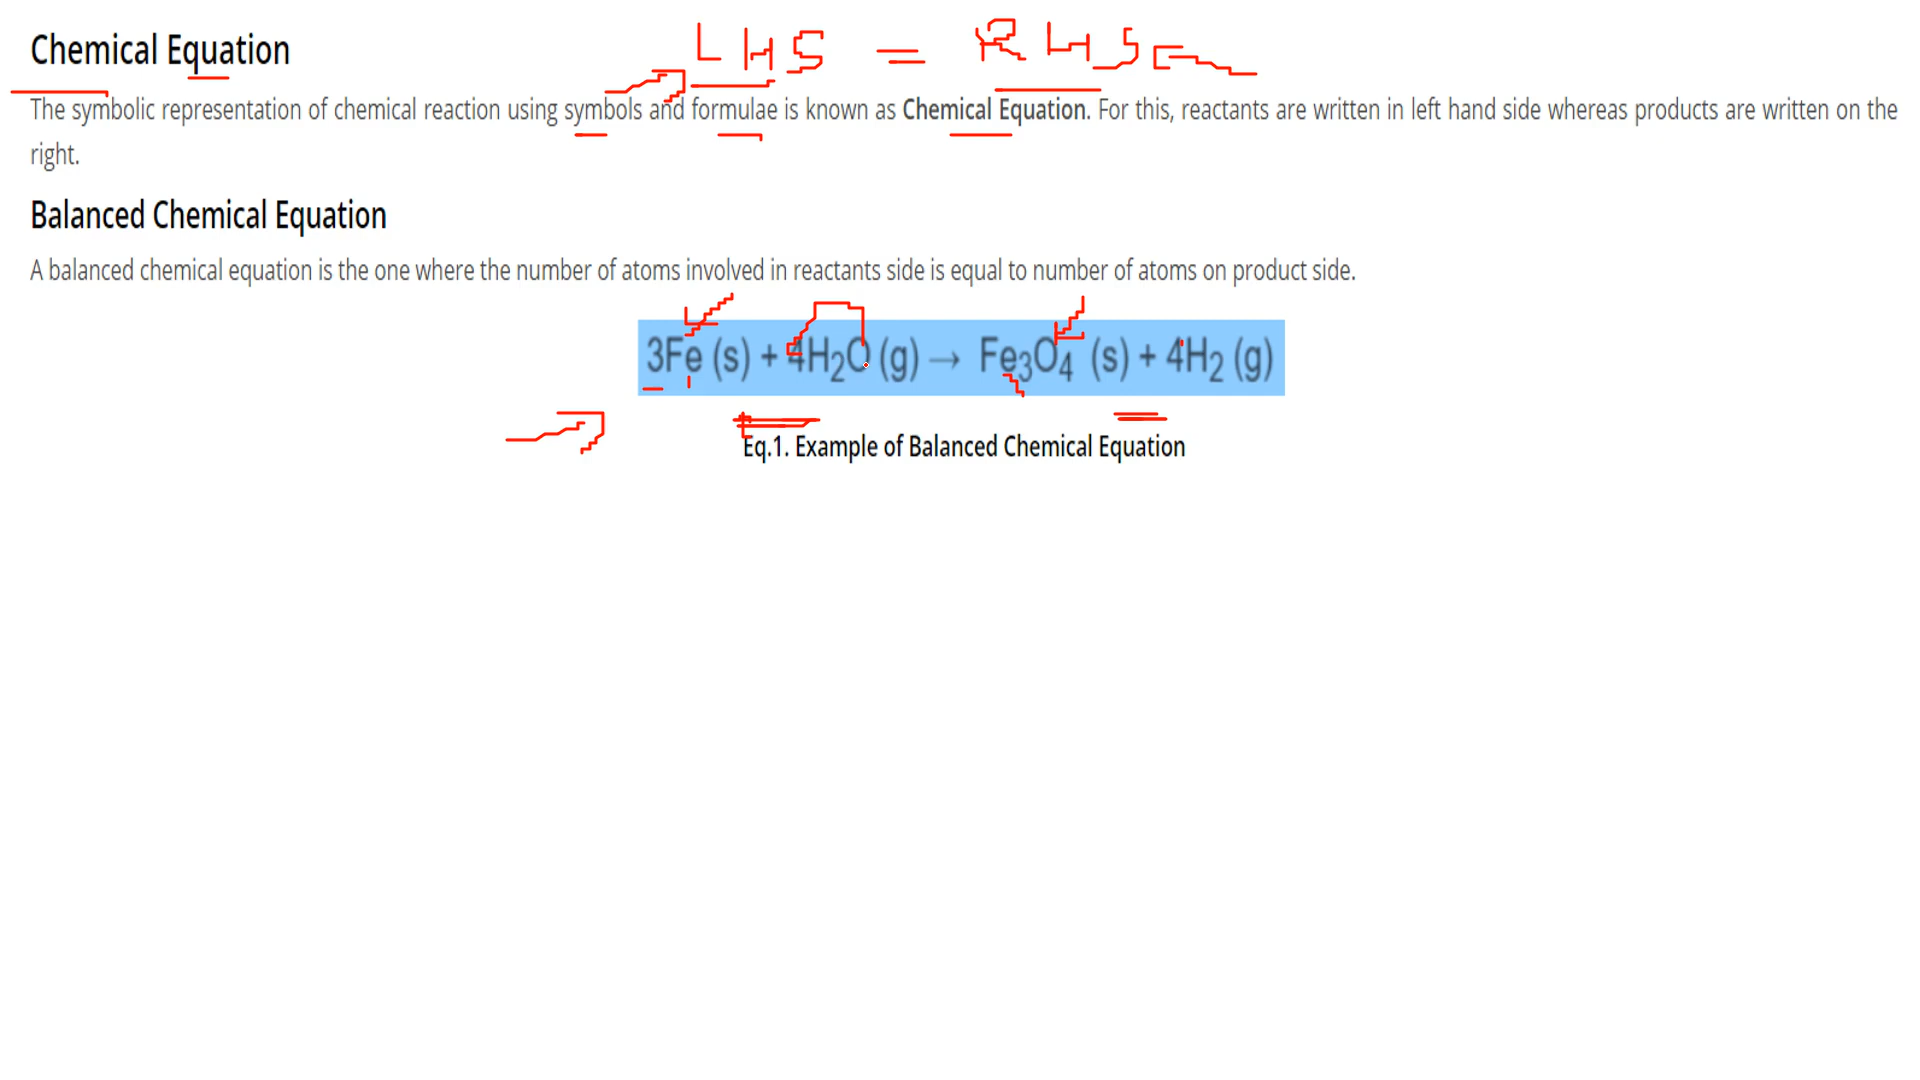 LHS = RHS
Chemical Equation
The symbolic representation of chemical reaction using symbols and formulae is known as Chemical Equation. For this, reactants are written in left hand side whereas products are written on the
right.
Balanced Chemical Equation
A balanced chemical equation is the one where the number of atoms involved in reactants side is equal to number of atoms on product side.
3Fe (s) + 4H₂O (g) → Fe₃O₄ (s) + 4H₂ (g)
Eq.1. Example of Balanced Chemical Equation